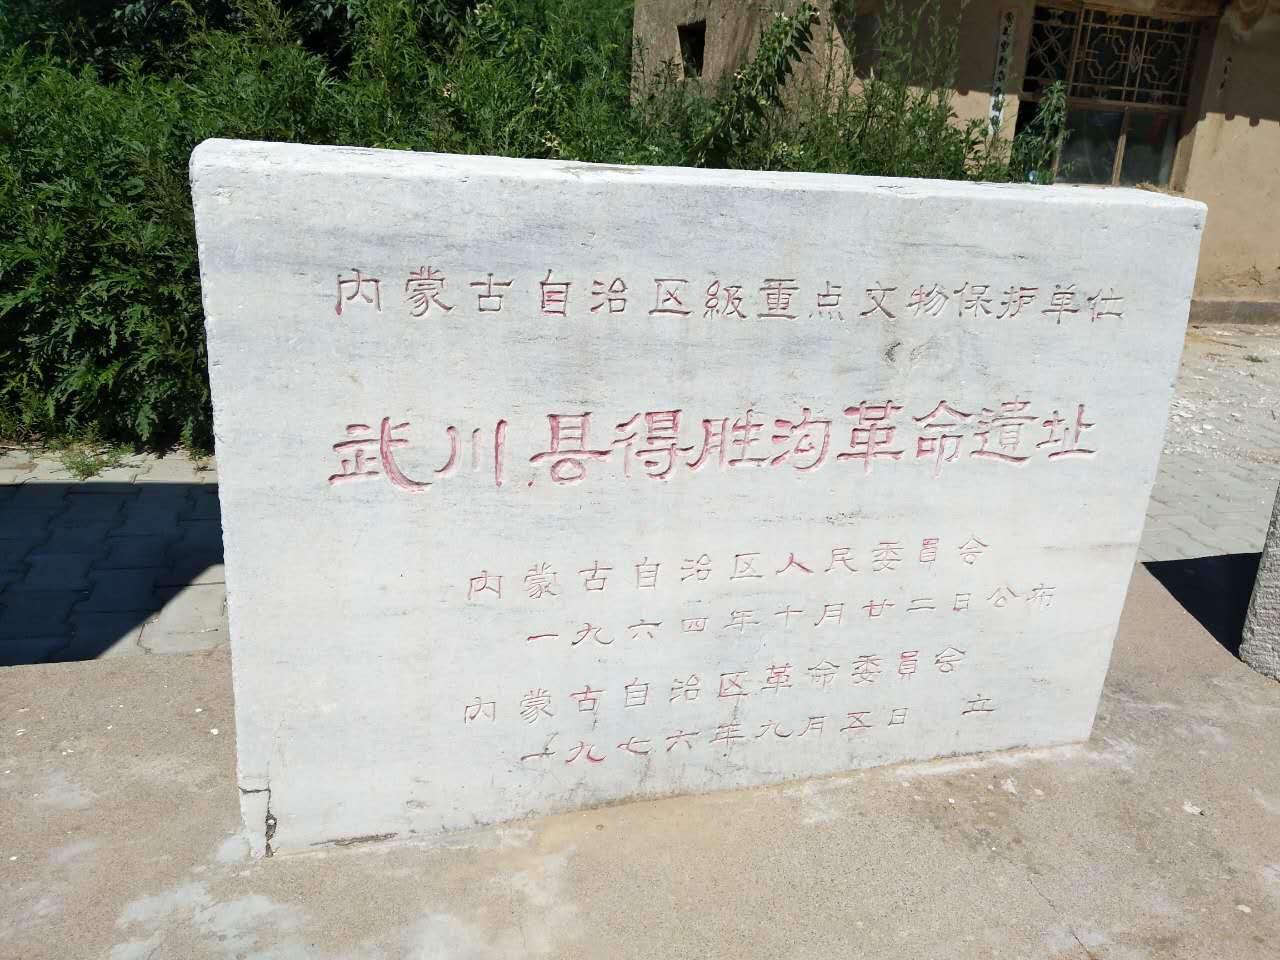 内蒙古自治区級重点文物保护单位
武川县得胜沟革命遺址
内蒙古自治区人民委員会
一九六四年十月廿二日公布
内蒙古自治区革命委員会
一九七六年九月五日 立